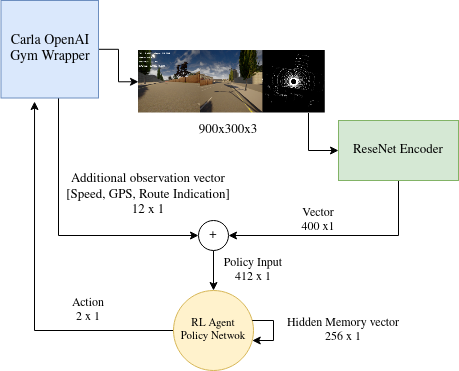 Carla OpenAI
Gym Wrapper
900x300x3
ReseNet Encoder
Additional observation vector
[Speed, GPS, Route Indication]
12 x 1
Vector
400 x1
+
Policy Input
412 x 1
Action
2 x 1
RL Agent
Policy Netwok
Hidden Memory vector
256 x 1